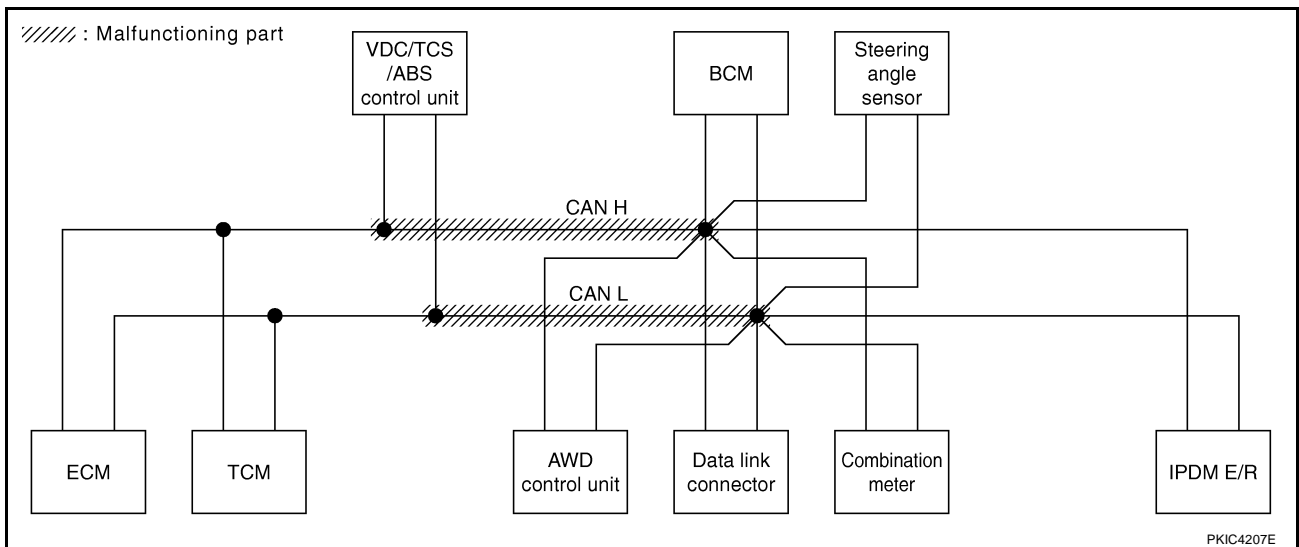 : Malfunctioning part
VDC/TCS
/ABS
control unit
BCM
Steering
angle
sensor
CAN H
CAN L
ECM
TCM
AWD
control unit
Data link
connector
Combination
meter
IPDM E/R
PKIC4207E